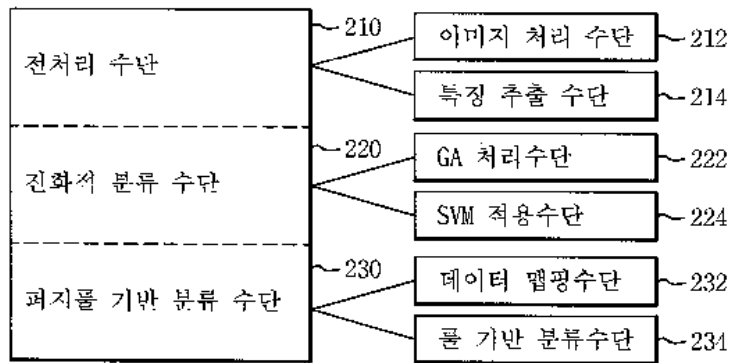 전처리 수단
210
이미지 처리 수단
212
특징 추출 수단
214
진화적 분류 수단
220
GA 처리수단
222
SVM 적용수단
224
퍼지룰 기반 분류 수단
230
데이터 맵핑수단
232
룰 기반 분류수단
234